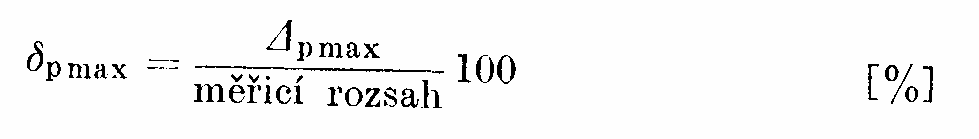 δp max = Δp max / měřicí rozsah 100 [%]